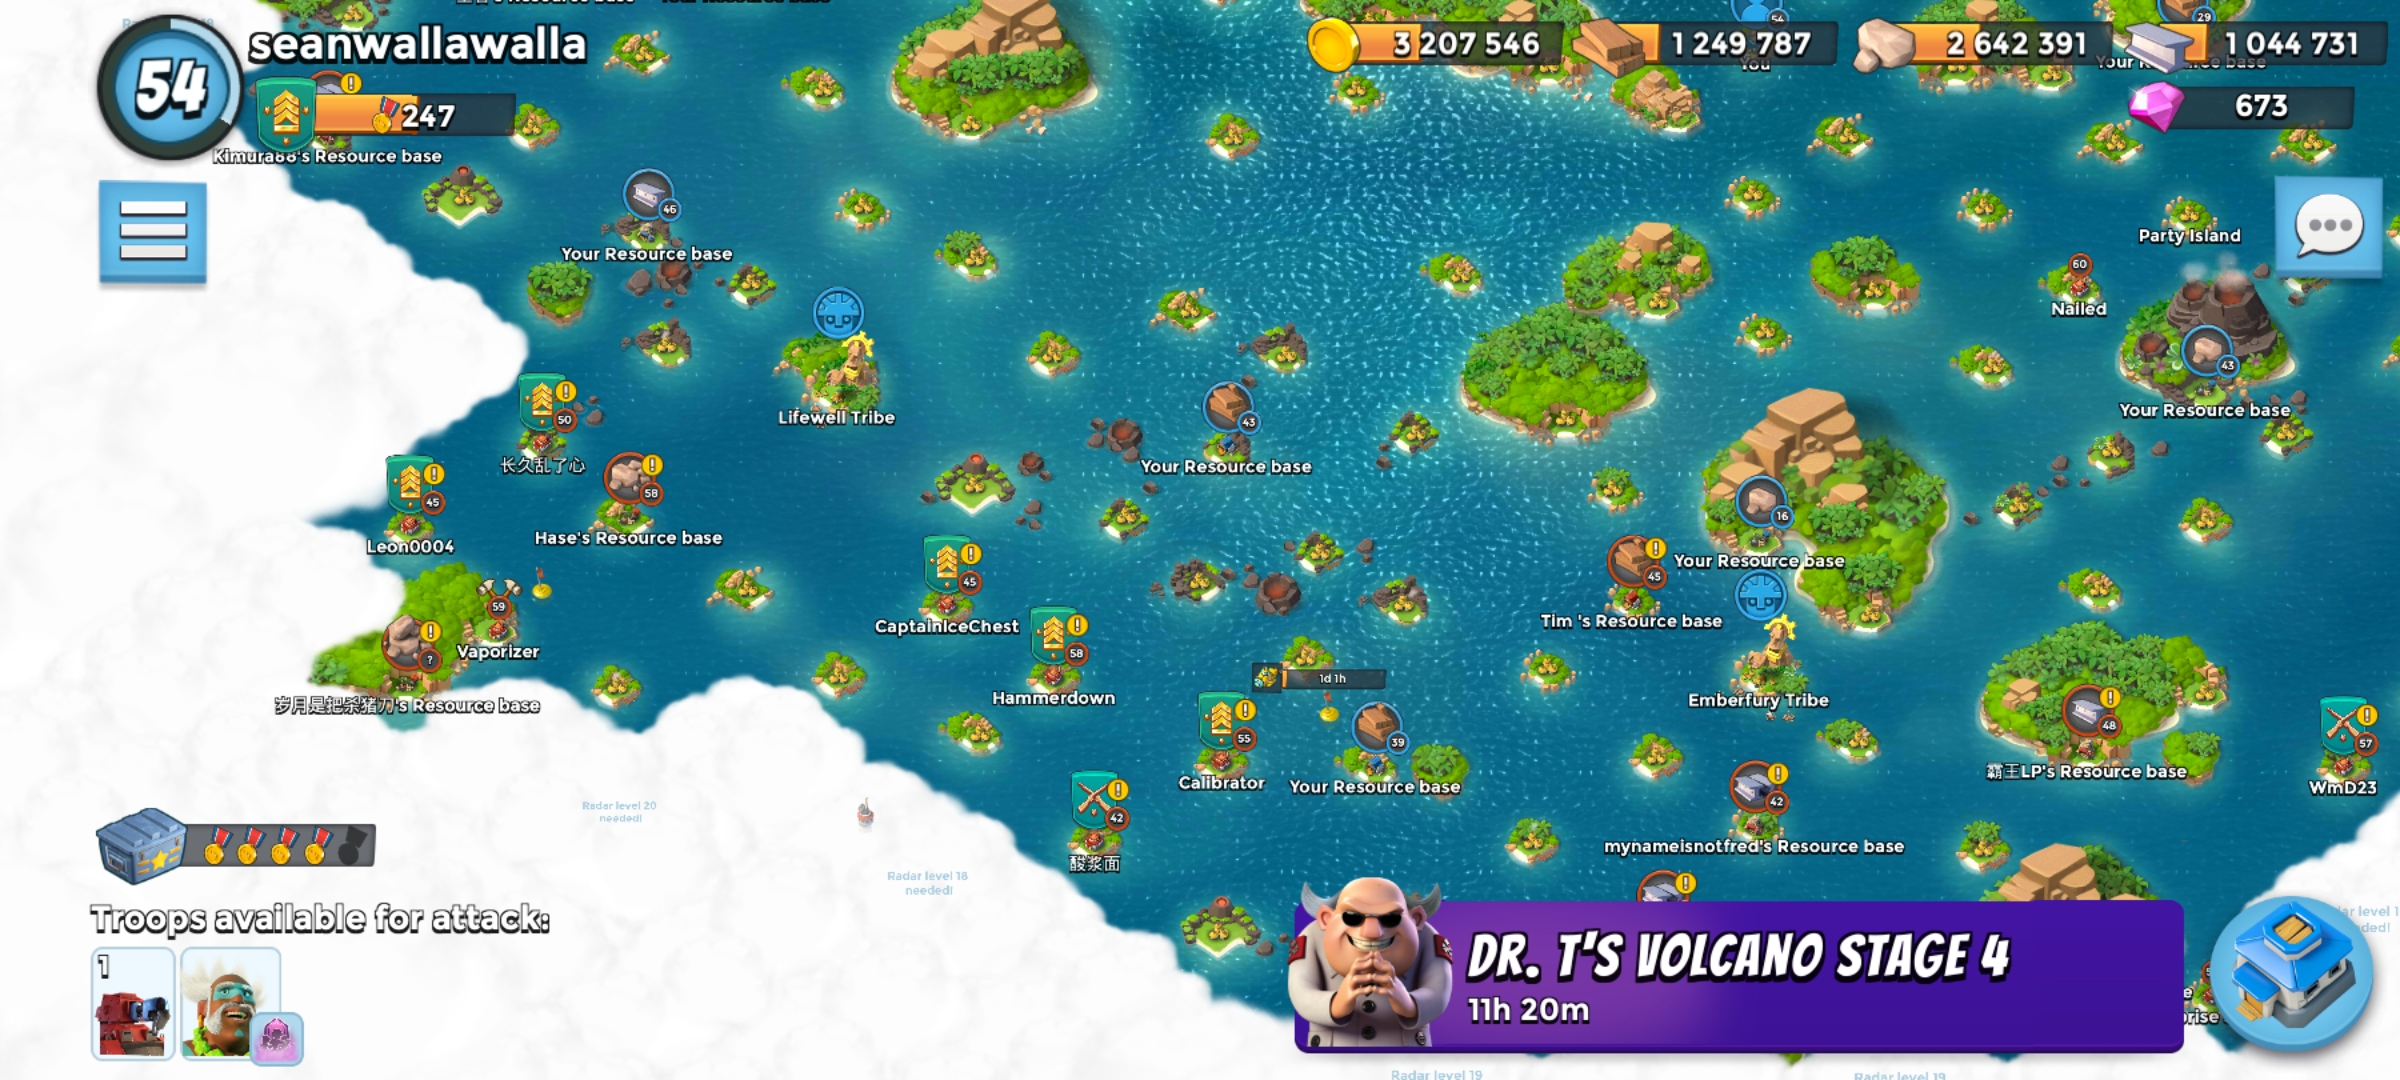 54
seanwallawalla
247
Kimura88's Resource base
3 207 546
1 249 787
2 642 391
1 044 731
673
54
29
You
46
Your Resource base
Party Island
60
Nailed
43
Your Resource base
Lifewell Tribe
50
长久乱了心
43
Your Resource base
45
Leon0004
58
Hase's Resource base
16
Your Resource base
45
CaptainIceChest
45
Tim 's Resource base
59
Vaporizer
?
岁月是把杀猪刀's Resource base
58
Hammerdown
1d 1h
Emberfury Tribe
55
Calibrator
39
Your Resource base
48
霸王LP's Resource base
57
WmD23
42
酸浆面
42
mynameisnotfred's Resource base
Radar level 20
needed!
Radar level 18
needed!
Troops available for attack:
1
DR. T'S VOLCANO STAGE 4
11h 20m
Radar level 19
Radar level 19